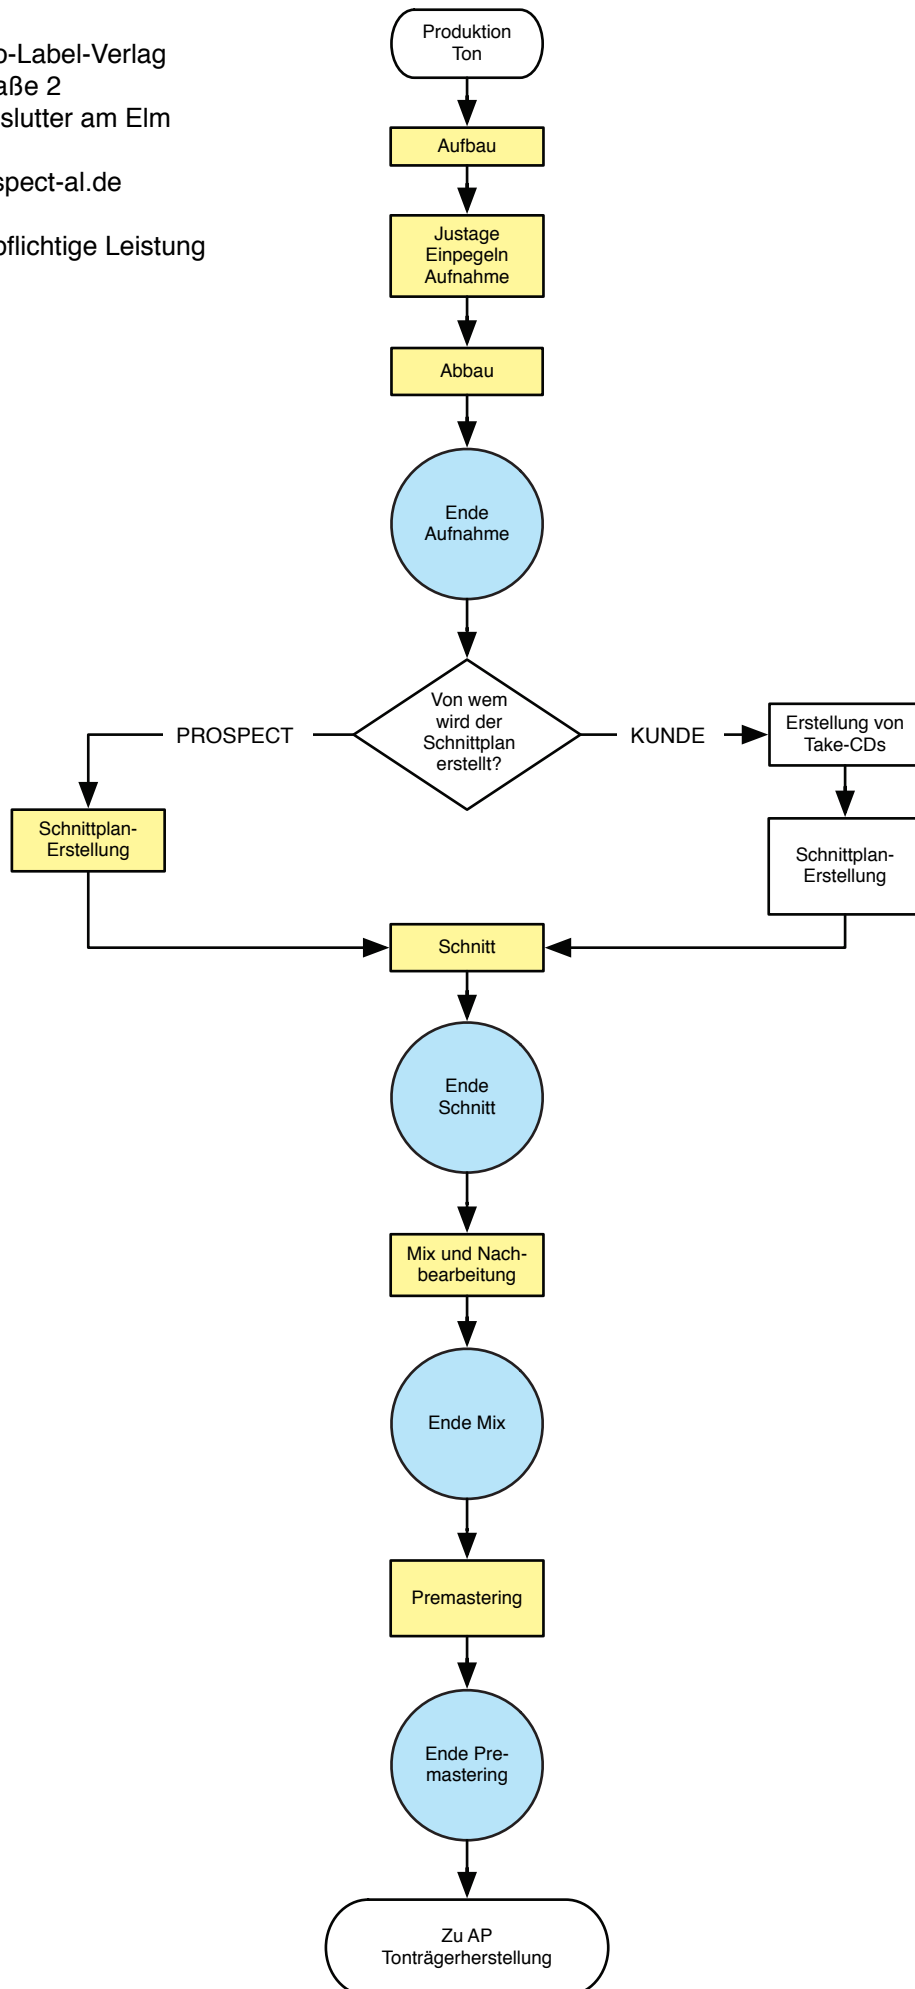 o-Label-Verlag
aße 2
slutter am Elm
spect-al.de
pflichtige Leistung
Produktion
Ton
Aufbau
Justage
Einpegeln
Aufnahme
Abbau
Ende
Aufnahme
Von wem
wird der
Schnittplan
erstellt?
PROSPECT
KUNDE
Erstellung von
Take-CDs
Schnittplan-
Erstellung
Schnittplan-
Erstellung
Schnitt
Ende
Schnitt
Mix und Nach-
bearbeitung
Ende Mix
Premastering
Ende Pre-
mastering
Zu AP
Tonträgerherstellung